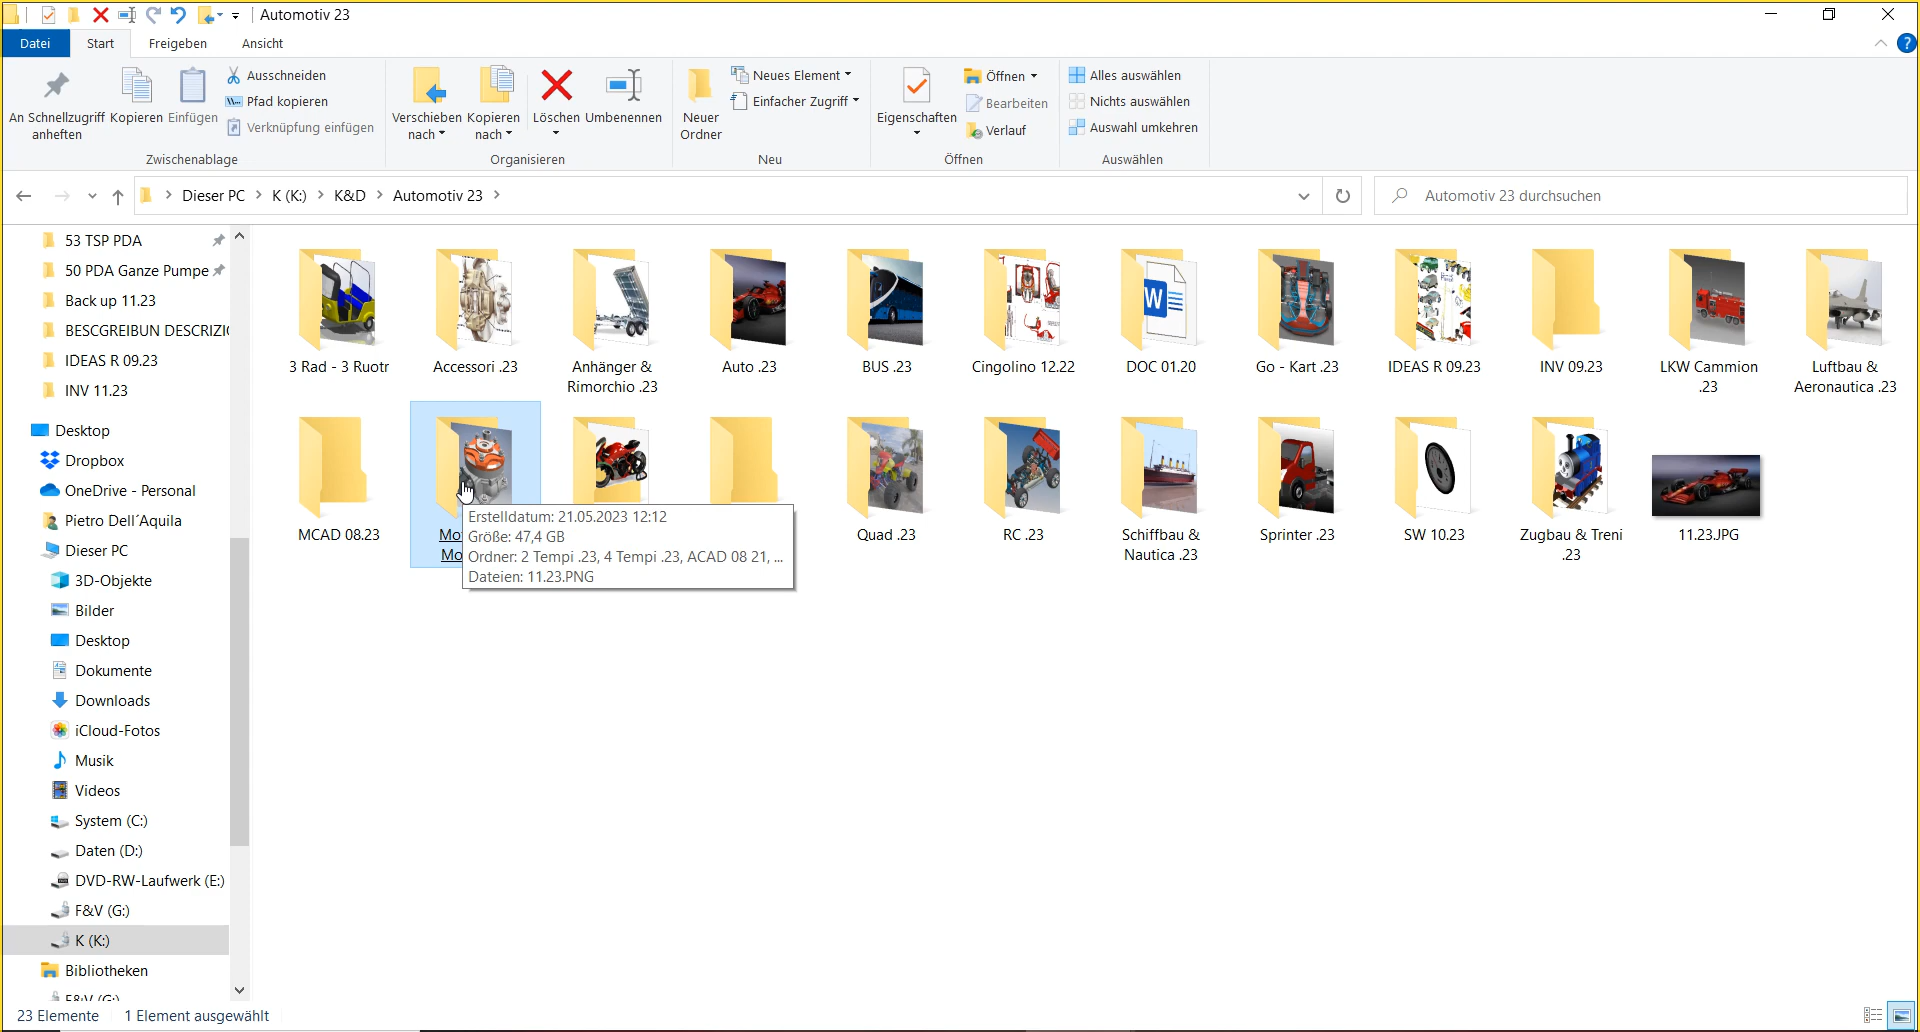 Automotiv 23
Datei
Start
Freigeben
Ansicht
An Schnellzugriff
anheften
Kopieren
Einfügen
Ausschneiden
Pfad kopieren
Verknüpfung einfügen
Zwischenablage
Verschieben
nach
Kopieren
nach
Löschen
Umbenennen
Organisieren
Neuer
Ordner
Neues Element
Einfacher Zugriff
Neu
Eigenschaften
Öffnen
Bearbeiten
Verlauf
Öffnen
Alles auswählen
Nichts auswählen
Auswahl umkehren
Auswählen
Dieser PC > K (K:) > K&D > Automotiv 23 >
Automotiv 23 durchsuchen
53 TSP PDA
50 PDA Ganze Pumpe
Back up 11.23
BESCGREIBUN DESCRIZI
IDEAS R 09.23
INV 11.23
Desktop
Dropbox
OneDrive - Personal
Pietro Dell´Aquila
Dieser PC
3D-Objekte
Bilder
Desktop
Dokumente
Downloads
iCloud-Fotos
Musik
Videos
System (C:)
Daten (D:)
DVD-RW-Laufwerk (E:)
F&V (G:)
K (K:)
Bibliotheken
F&V (G:)
3 Rad - 3 Ruotr
Accessori .23
Anhänger &
Rimorchio .23
Auto .23
BUS .23
Cingolino 12.22
W
DOC 01.20
Go - Kart .23
IDEAS R 09.23
INV 09.23
LKW Cammion
.23
Luftbau &
Aeronautica .23
MCAD 08.23
Mo
Mo
Erstelldatum: 21.05.2023 12:12
Größe: 47,4 GB
Ordner: 2 Tempi .23, 4 Tempi .23, ACAD 08 21, ...
Dateien: 11.23.PNG
Quad .23
RC .23
Schiffbau &
Nautica .23
Sprinter .23
SW 10.23
Zugbau & Treni
.23
11.23.JPG
23 Elemente
1 Element ausgewählt